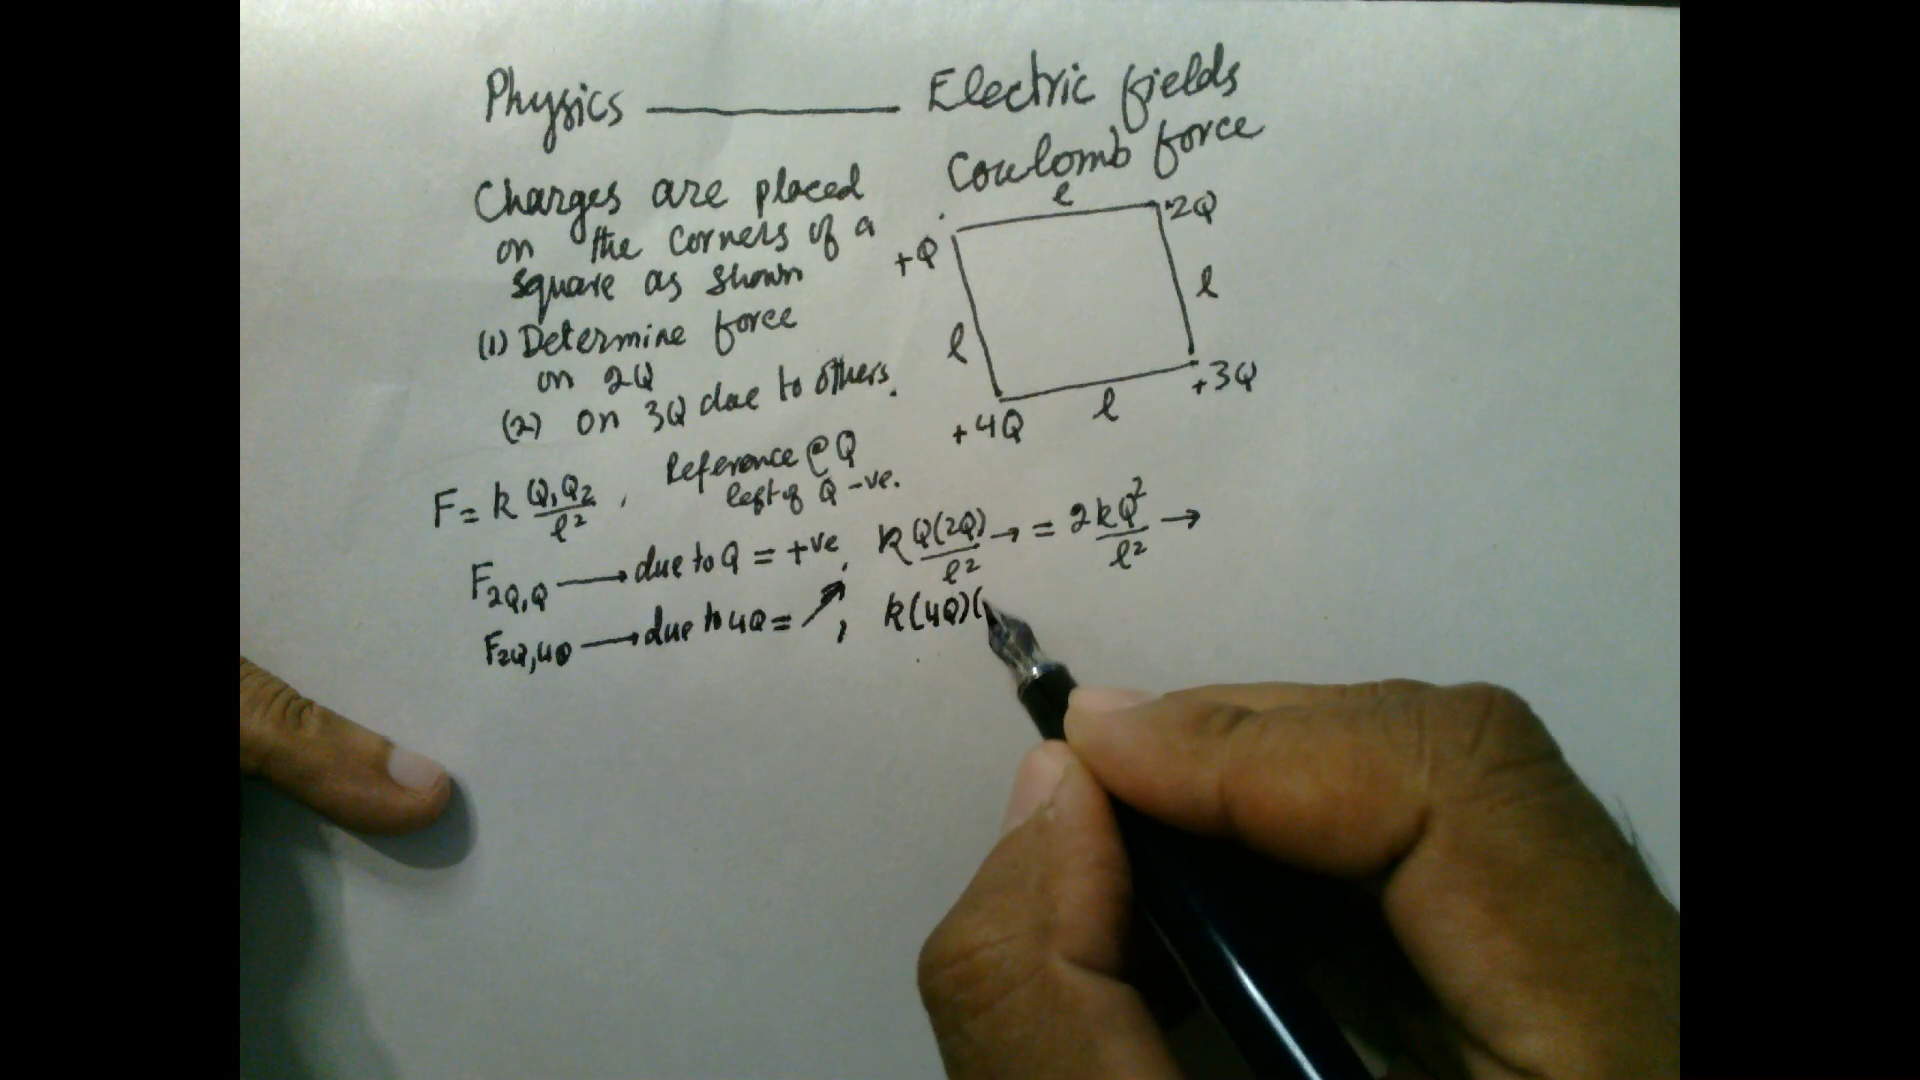 Physics — Electric fields
Coulomb force
Charges are placed
on the corners of a
square as shown
(1) Determine force
on 2Q
(2) on 3Q due to others.
l
2Q
+Q
l
l
+3Q
l
+4Q
F = k Q₁Q₂/l² , Reference @ Q
left of Q -ve.
F2Q,Q → due to Q = +ve, k Q(2Q)/l² → = 2kQ²/l² →
F2Q,4Q → due to 4Q = ↗ , k(4Q)(